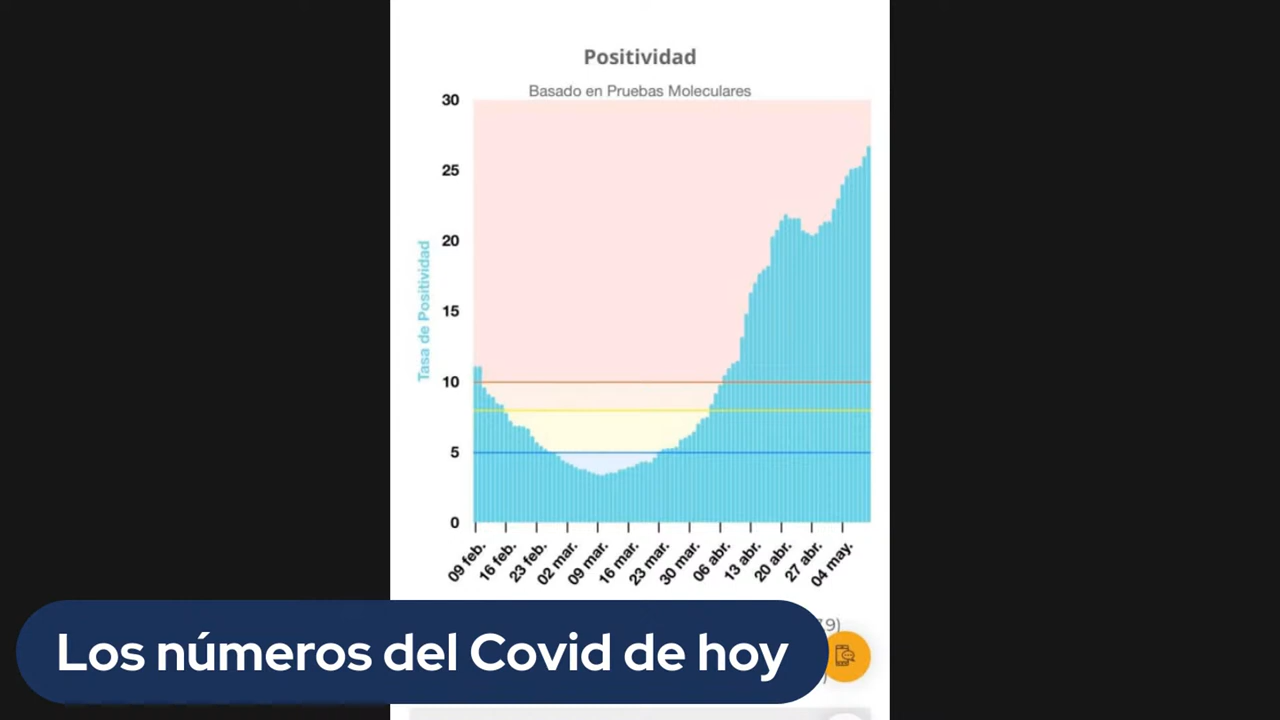 Positividad
Basado en Pruebas Moleculares
30
25
20
15
10
5
0
Tasa de Positividad
09 feb.
16 feb.
23 feb.
02 mar.
09 mar.
16 mar.
23 mar.
30 mar.
06 abr.
13 abr.
20 abr.
27 abr.
04 may.
Los números del Covid de hoy